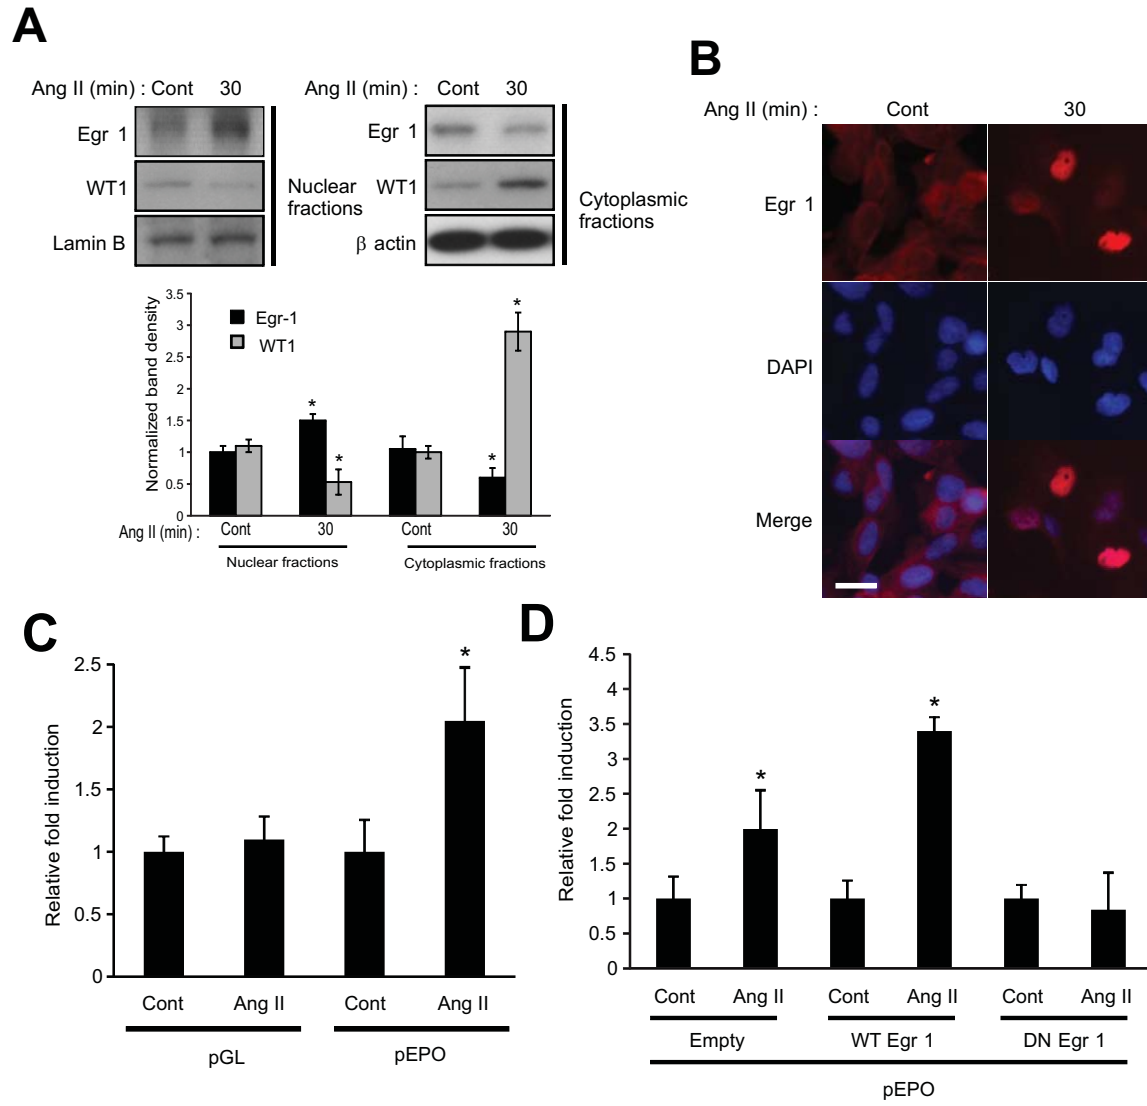 A
Ang II (min) : Cont 30
Egr 1
WT1
Lamin B
Nuclear
fractions
Ang II (min) : Cont 30
Egr 1
WT1
β actin
Cytoplasmic
fractions
Normalized band density
3.5
3
2.5
2
1.5
1
0.5
0
Egr-1
WT1
* * * *
Ang II (min) : Cont 30 Cont 30
Nuclear fractions Cytoplasmic fractions
B
Ang II (min) : Cont 30
Egr 1
DAPI
Merge
C
Relative fold induction
2.5
2
1.5
1
0.5
0
*
Cont Ang II Cont Ang II
pGL pEPO
D
Relative fold induction
4.5
4
3.5
3
2.5
2
1.5
1
0.5
0
* *
Cont Ang II Cont Ang II Cont Ang II
Empty WT Egr 1 DN Egr 1
pEPO